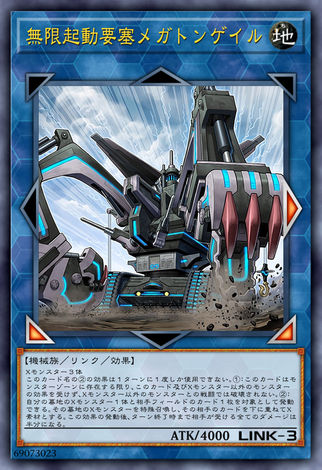 無限起動要塞メガトンゲイル
地
【機械族／リンク／効果】
Xモンスター３体
このカード名の②の効果は１ターンに１度しか使用できない。①：このカードはモ
ンスターゾーンに存在する限り、このカード及びXモンスター以外のモンスター
の効果を受けず、Xモンスター以外のモンスターとの戦闘では破壊されない。②：
自分の墓地のXモンスター１体と相手フィールドのカード１枚を対象として発動
できる。その墓地のXモンスターを特殊召喚し、その相手のカードを下に重ねてX
素材とする。この効果の発動後、ターン終了時まで相手が受ける全てのダメージは
半分になる。
ATK/4000 LINK-3
69073023